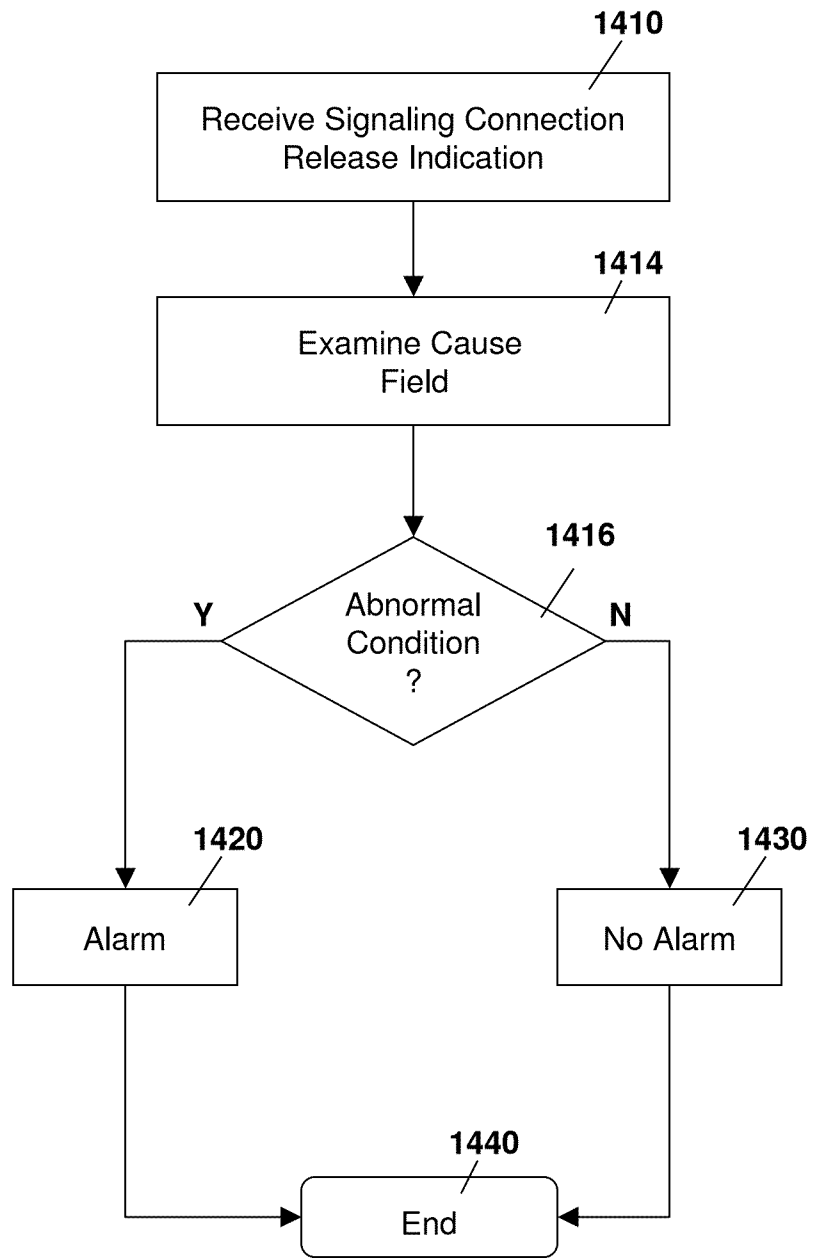 1410
Receive Signaling Connection
Release Indication
1414
Examine Cause
Field
1416
Abnormal
Condition
?
Y
N
1420
Alarm
1430
No Alarm
1440
End